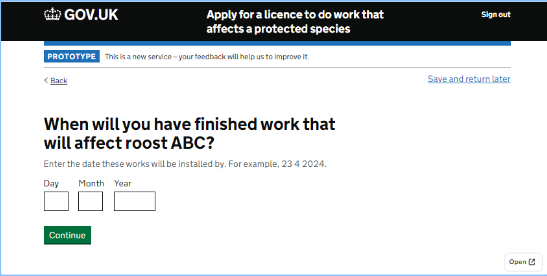 GOV.UK
Apply for a licence to do work that
affects a protected species
Sign out
PROTOTYPE This is a new service – your feedback will help us to improve it.
Back
Save and return later
When will you have finished work that
will affect roost ABC?
Enter the date these works will be installed by. For example, 23 4 2024.
Day Month Year
Continue
Open